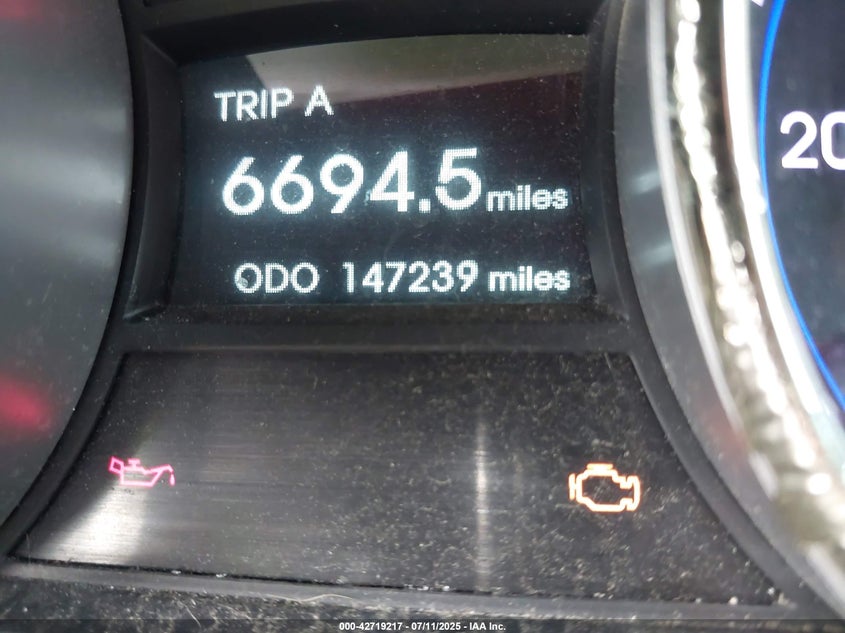 TRIP A
6694.5 miles
ODO 147239 miles
20
000-42719217 - 07/11/2025 - IAA Inc.